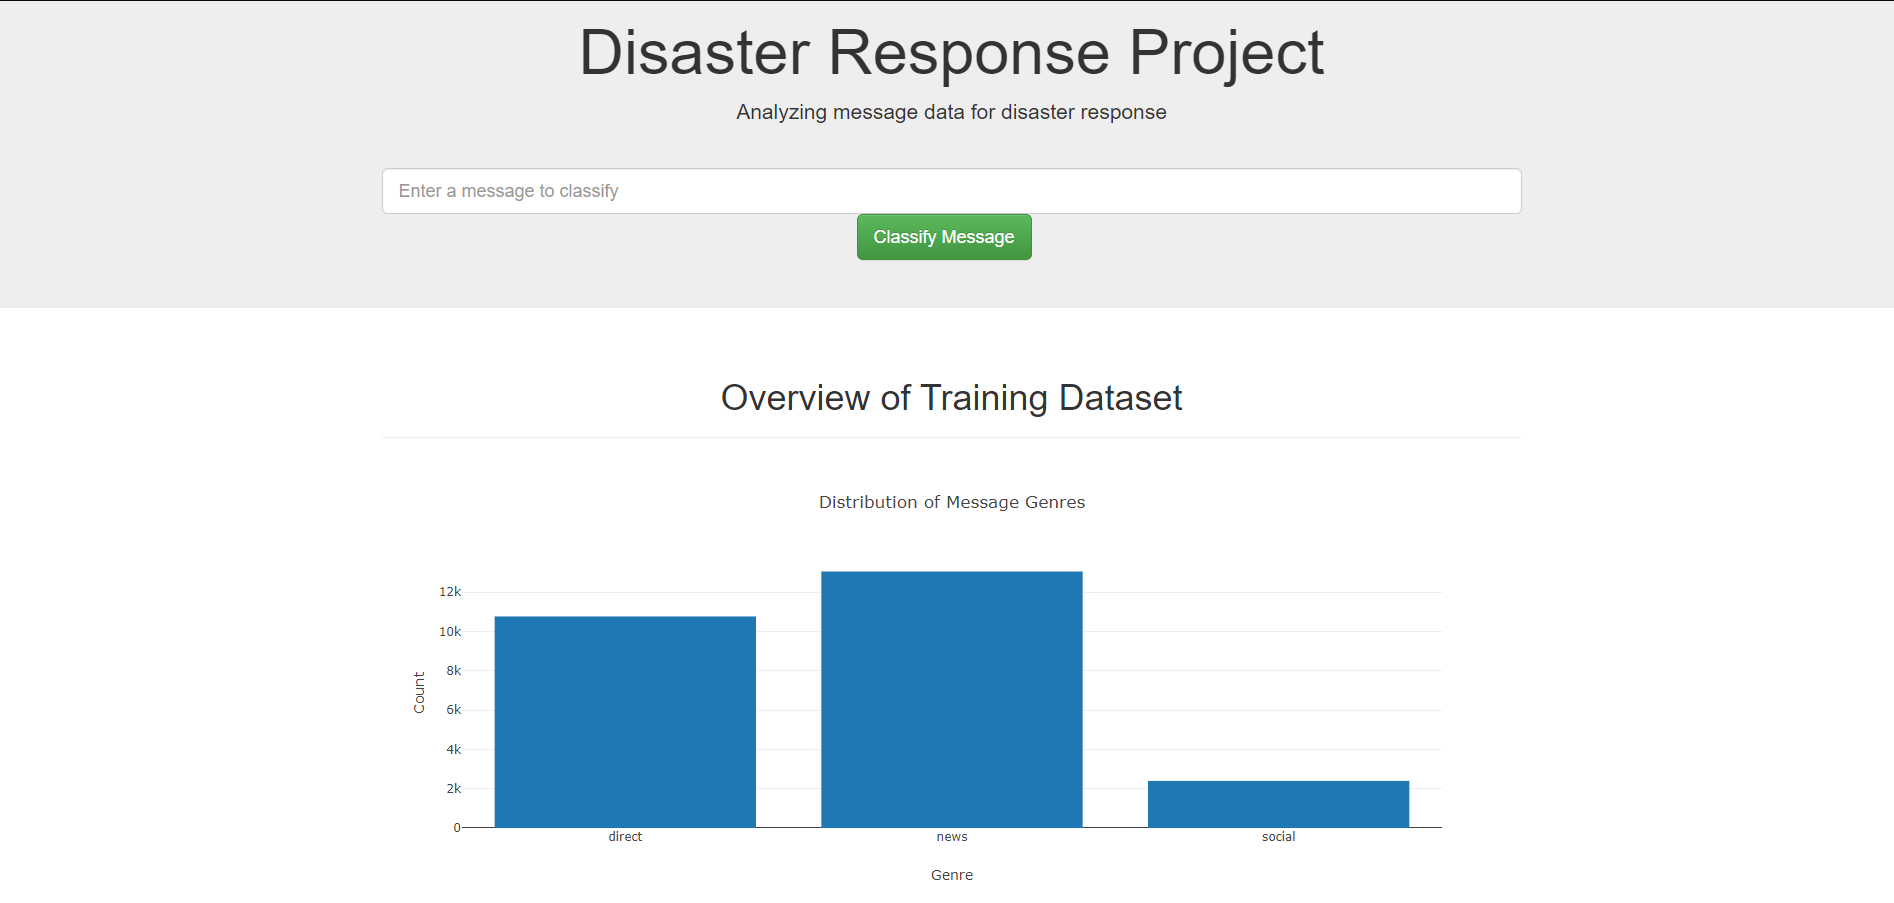 Disaster Response Project
Analyzing message data for disaster response
Enter a message to classify
Classify Message
Overview of Training Dataset
Distribution of Message Genres
12k
10k
8k
6k
4k
2k
0
Count
direct news social
Genre